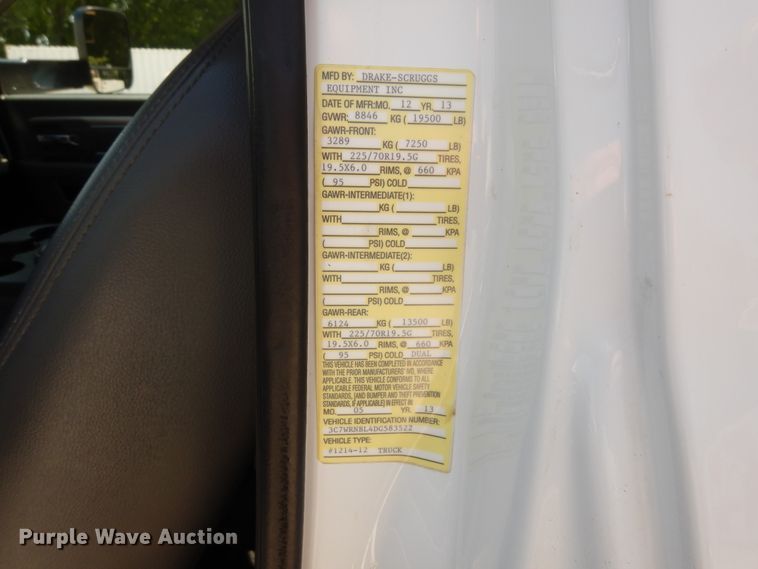 MFD BY: DRAKE-SCRUGGS
EQUIPMENT INC
DATE OF MFR:MO. 12 YR. 13
GVWR: 8846 KG ( 19500 LB)
GAWR-FRONT:
3289 KG ( 7250 LB)
WITH 225/70R19.5G TIRES,
19.5X6.0 RIMS, @ 660 KPA
( 95 PSI) COLD
GAWR-INTERMEDIATE(1):
KG ( LB)
WITH TIRES,
RIMS, @ KPA
( PSI) COLD
GAWR-INTERMEDIATE(2):
KG ( LB)
WITH TIRES,
RIMS, @ KPA
( PSI) COLD
GAWR-REAR:
6124 KG ( 13500 LB)
WITH 225/70R19.5G TIRES,
19.5X6.0 RIMS, @ 660 KPA
( 95 PSI) COLD DUAL
THIS VEHICLE HAS BEEN COMPLETED IN ACCORDANCE
WITH THE PRIOR MANUFACTURERS' IVD, WHERE
APPLICABLE. THIS VEHICLE CONFORMS TO ALL
APPLICABLE FEDERAL MOTOR VEHICLE SAFETY
STANDARDS, (AND BUMPER AND THEFT PREVENTION
STANDARDS, IF APPLICABLE) IN EFFECT IN
MO. 05 YR. 13
VEHICLE IDENTIFICATION NUMBER:
3C7WRNBL4DG583522
VEHICLE TYPE:
#1214-12 TRUCK
Purple Wave Auction